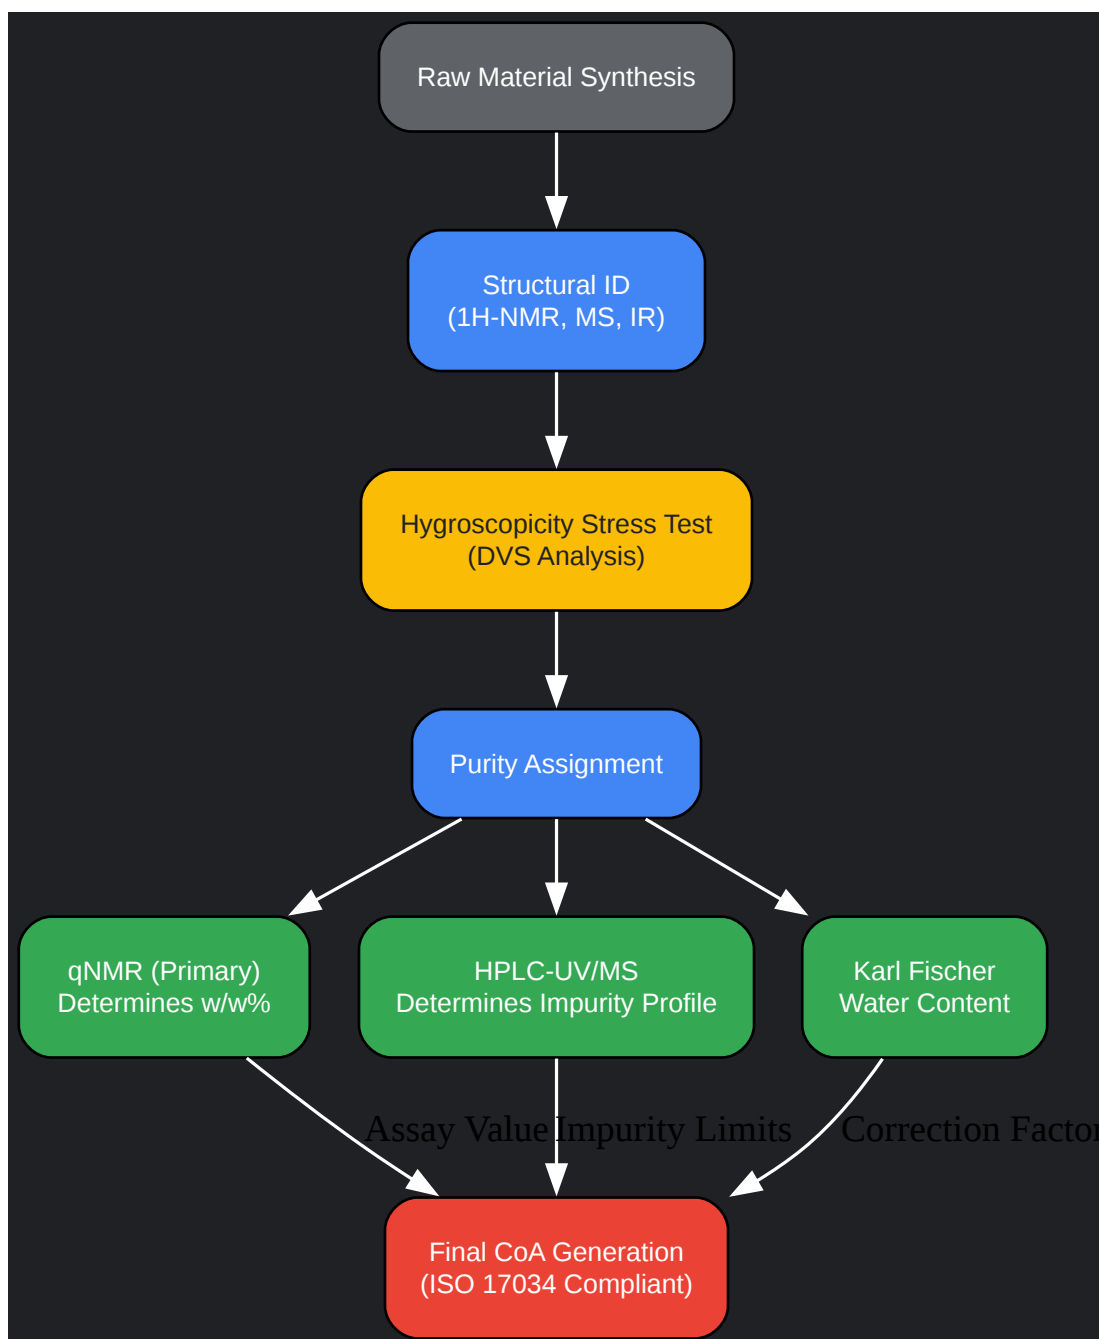 Raw Material Synthesis
Structural ID
(1H-NMR, MS, IR)
Hygroscopicity Stress Test
(DVS Analysis)
Purity Assignment
qNMR (Primary)
Determines w/w%
HPLC-UV/MS
Determines Impurity Profile
Karl Fischer
Water Content
Assay Value
Impurity Limits
Correction Factor
Final CoA Generation
(ISO 17034 Compliant)